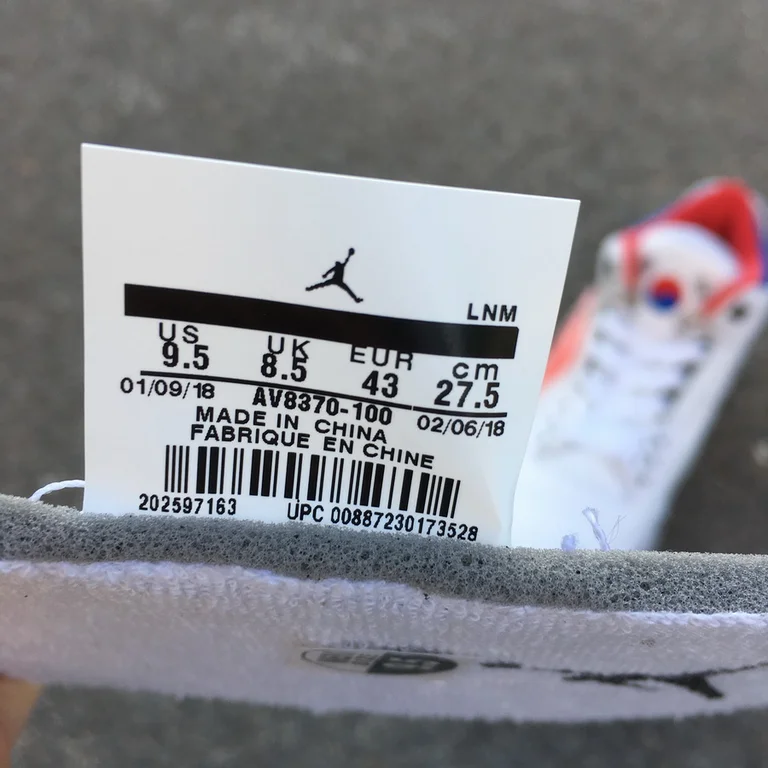 LNM
US UK EUR cm
9.5 8.5 43 27.5
01/09/18 AV8370-100 02/06/18
MADE IN CHINA
FABRIQUE EN CHINE
202597163 UPC 00887230173528